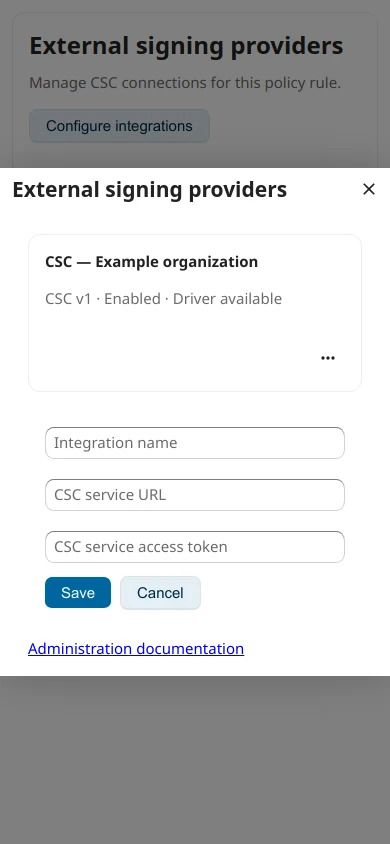 External signing providers
Manage CSC connections for this policy rule.
Configure integrations
External signing providers
CSC — Example organization
CSC v1 · Enabled · Driver available
Integration name
CSC service URL
CSC service access token
Save
Cancel
Administration documentation